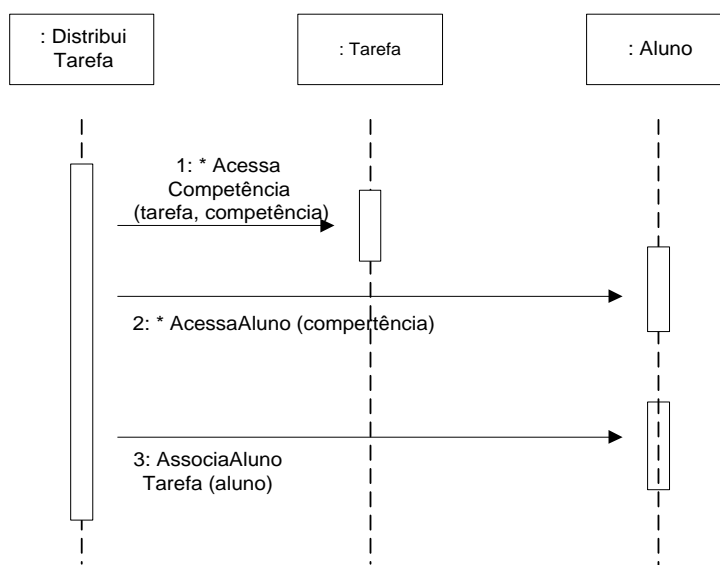 : Distribui
Tarefa
: Tarefa
: Aluno
1: * Acessa
Competência
(tarefa, competência)
2: * AcessaAluno (compertência)
3: AssociaAluno
Tarefa (aluno)